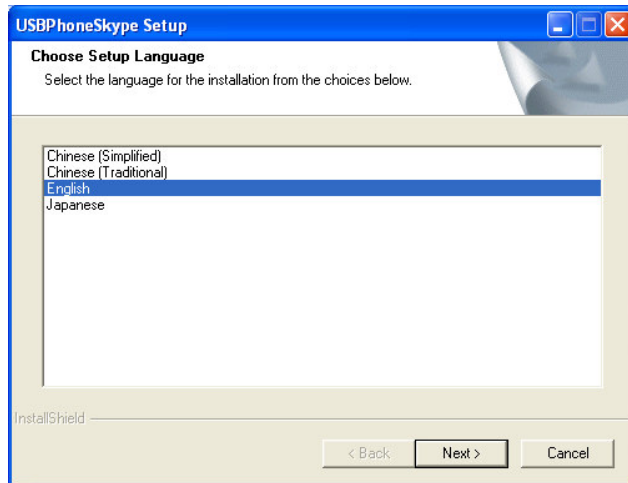 USBPhoneSkype Setup
Choose Setup Language
Select the language for the installation from the choices below.
Chinese (Simplified)
Chinese (Traditional)
English
Japanese
InstallShield
< Back Next > Cancel